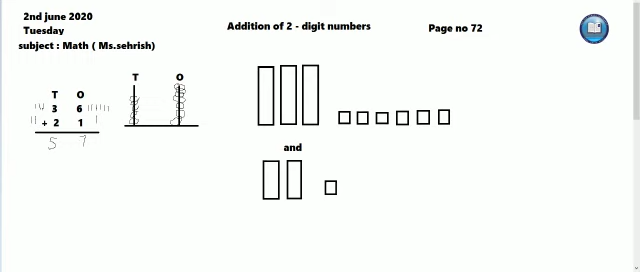 2nd june 2020
Tuesday
subject : Math ( Ms.sehrish)
Addition of 2 - digit numbers
Page no 72
T O
3 6
+ 2 1
5 7
T O
and